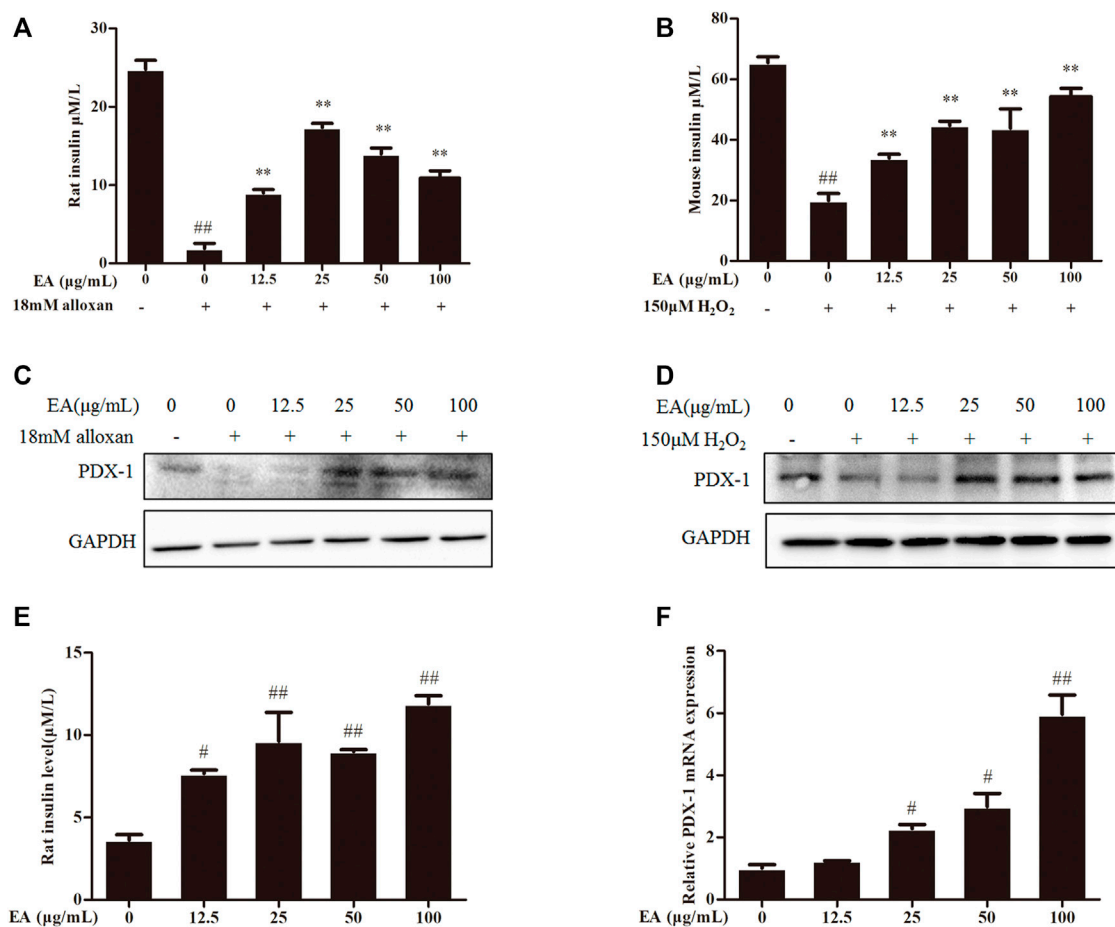 A
Rat insulin µM/L
30
20
10
0
##
**
**
**
**
EA (µg/mL) 0 0 12.5 25 50 100
18mM alloxan - + + + + +
B
Mouse insulin µM/L
80
60
40
20
0
##
**
**
**
**
EA (µg/mL) 0 0 12.5 25 50 100
150µM H₂O₂ - + + + + +
C
EA(µg/mL) 0 0 12.5 25 50 100
18mM alloxan - + + + + +
PDX-1
GAPDH
D
EA(µg/mL) 0 0 12.5 25 50 100
150µM H₂O₂ - + + + + +
PDX-1
GAPDH
E
Rat insulin level(µM/L)
15
10
5
0
#
##
##
##
EA (µg/mL) 0 12.5 25 50 100
F
Relative PDX-1 mRNA expression
8
6
4
2
0
#
#
##
EA (µg/mL) 0 12.5 25 50 100